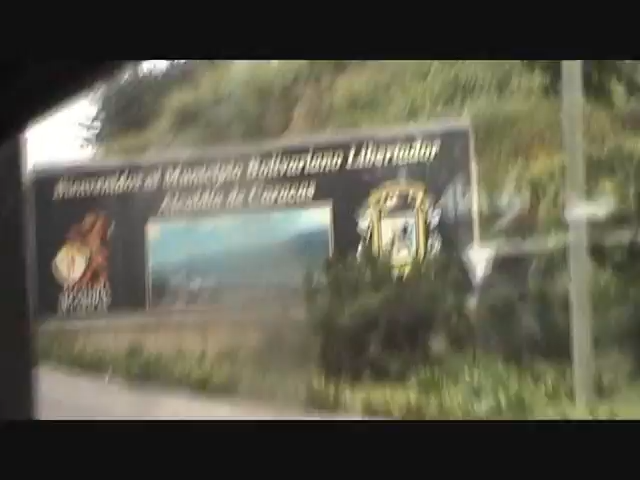 Bienvenidos al Municipio Bolivariano Libertador
Alcaldía de Caracas